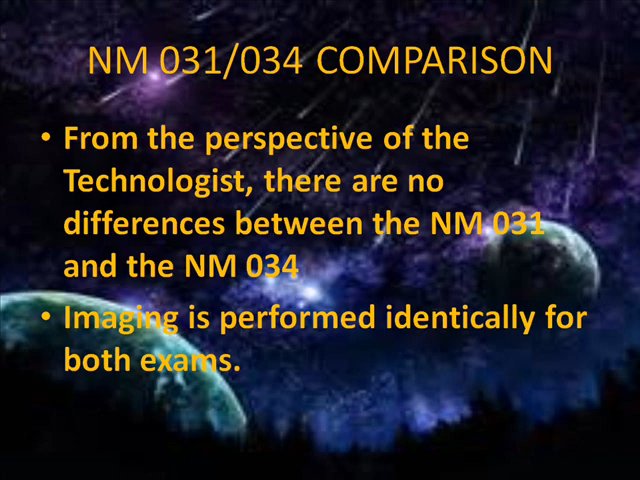 NM 031/034 COMPARISON
• From the perspective of the
Technologist, there are no
differences between the NM 031
and the NM 034
• Imaging is performed identically for
both exams.